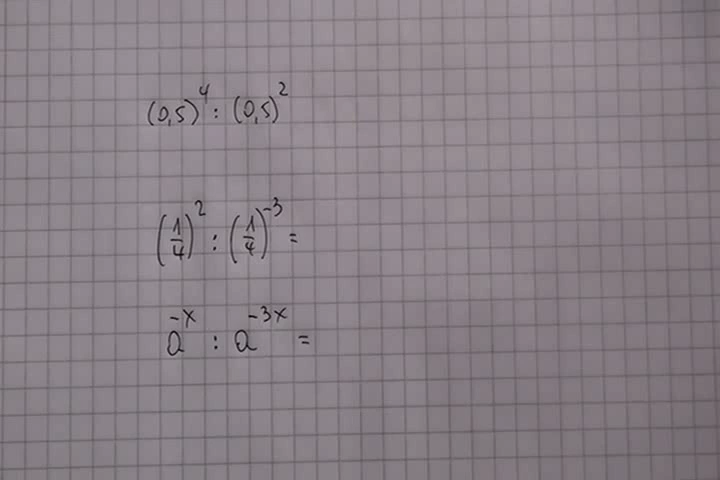 (0,5)⁴ : (0,5)²
(1/4)² : (1/4)⁻³ =
a⁻ˣ : a⁻³ˣ =